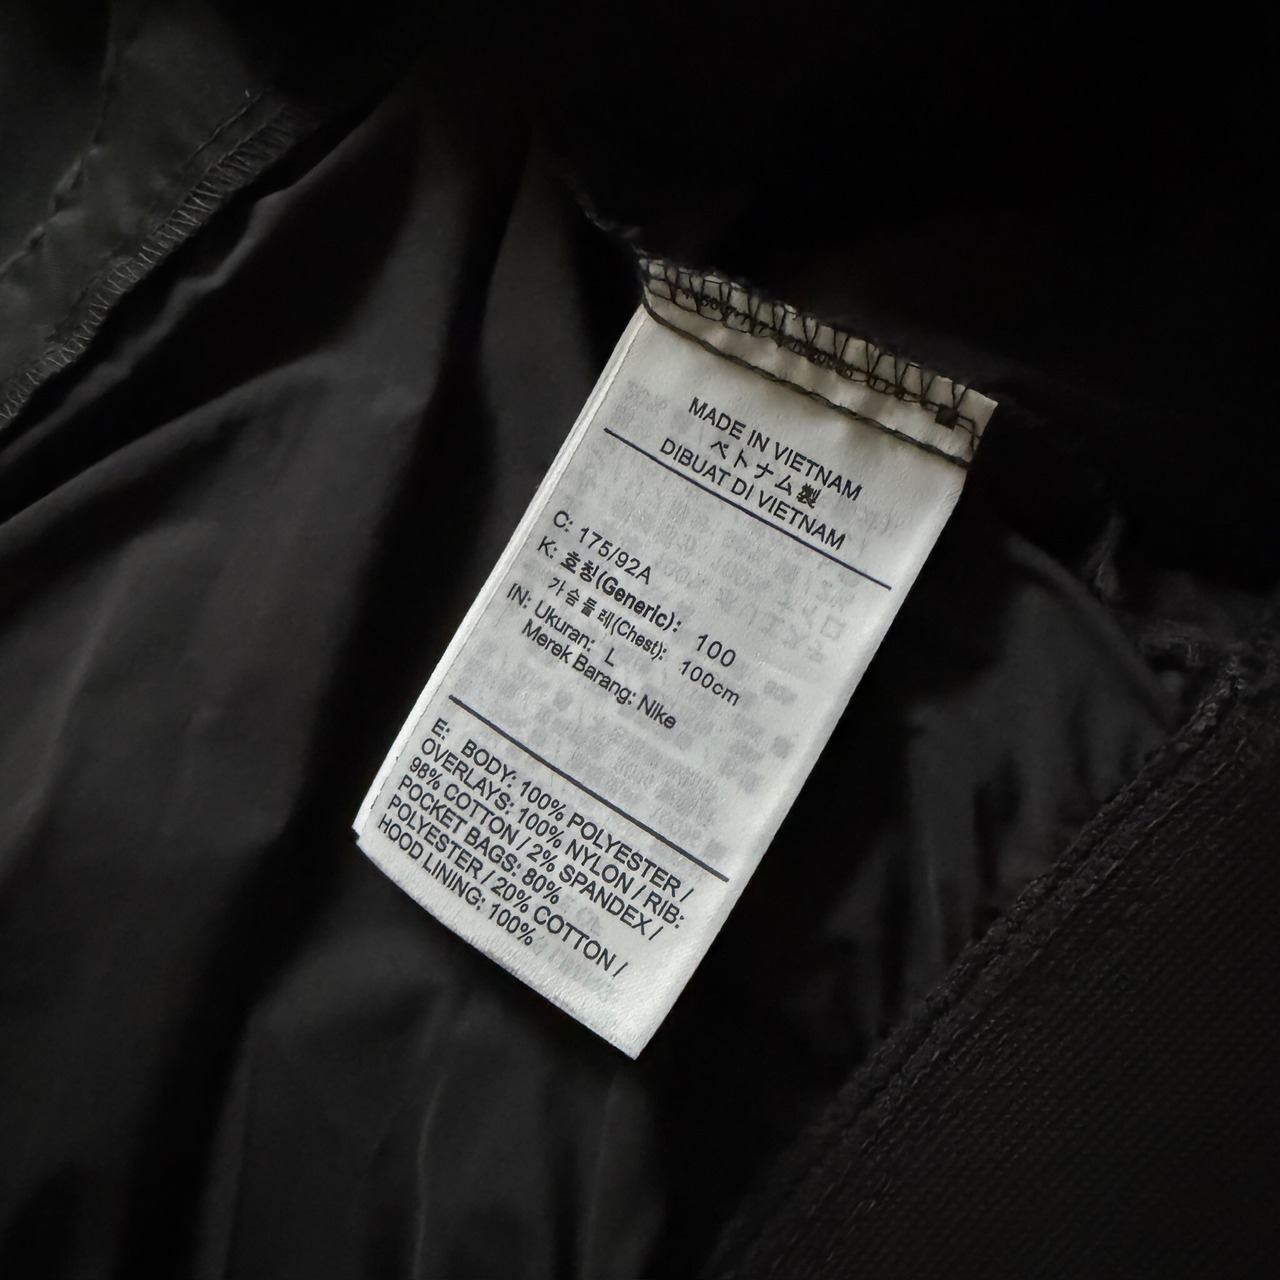 MADE IN VIETNAM
ベトナム製
DIBUAT DI VIETNAM
C: 175/92A
K: 호칭(Generic): 100
가슴둘레(Chest): 100cm
IN: Ukuran: L
Merek Barang: Nike
E: BODY: 100% POLYESTER /
OVERLAYS: 100% NYLON / RIB:
98% COTTON / 2% SPANDEX /
POCKET BAGS: 80%
POLYESTER / 20% COTTON /
HOOD LINING: 100%